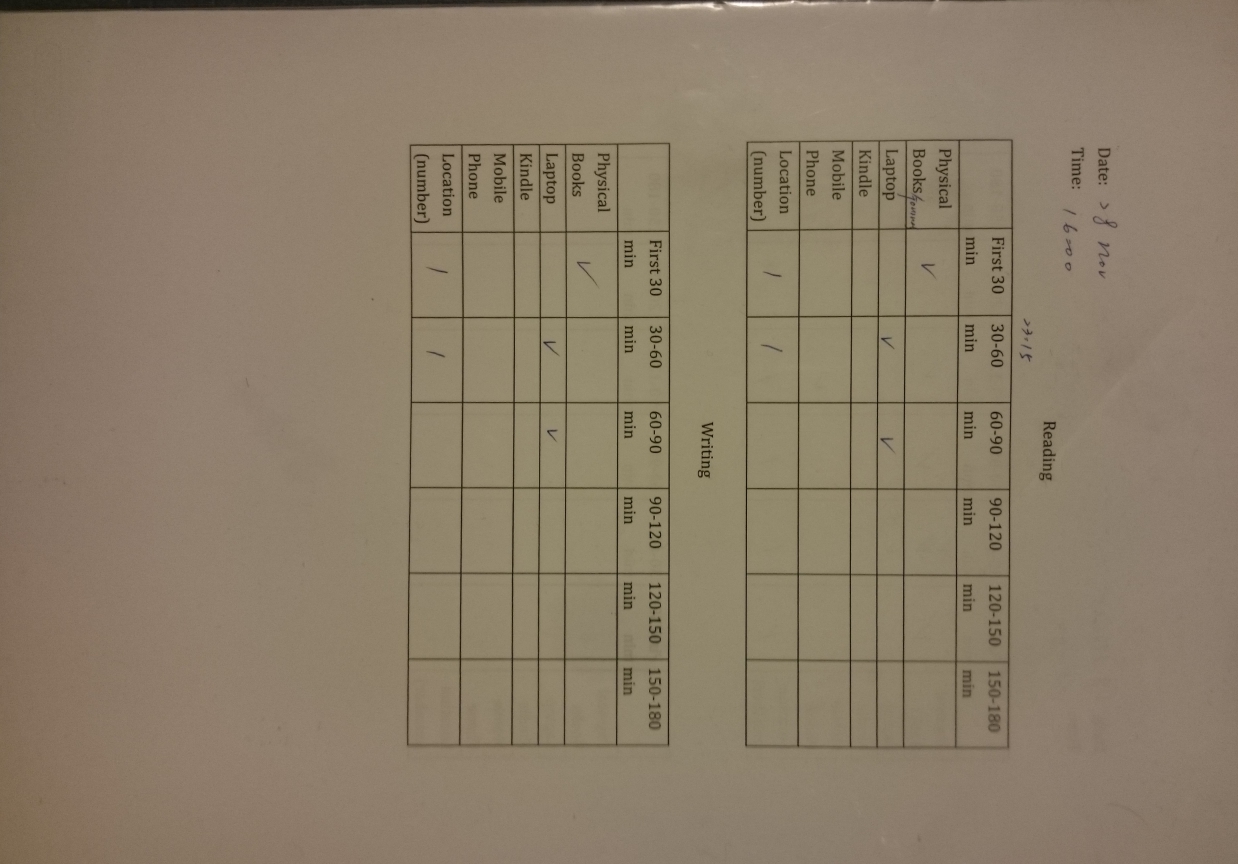 Date: 28 Nov
Time: 16:00
Reading
23:15
First 30 min 30-60 min 60-90 min 90-120 min 120-150 min 150-180 min
Physical Books ✓
Laptop ✓ ✓
Kindle
Mobile Phone
Location (number) 1 1
Writing
First 30 min 30-60 min 60-90 min 90-120 min 120-150 min 150-180 min
Physical Books ✓
Laptop ✓ ✓
Kindle
Mobile Phone
Location (number) 1 1